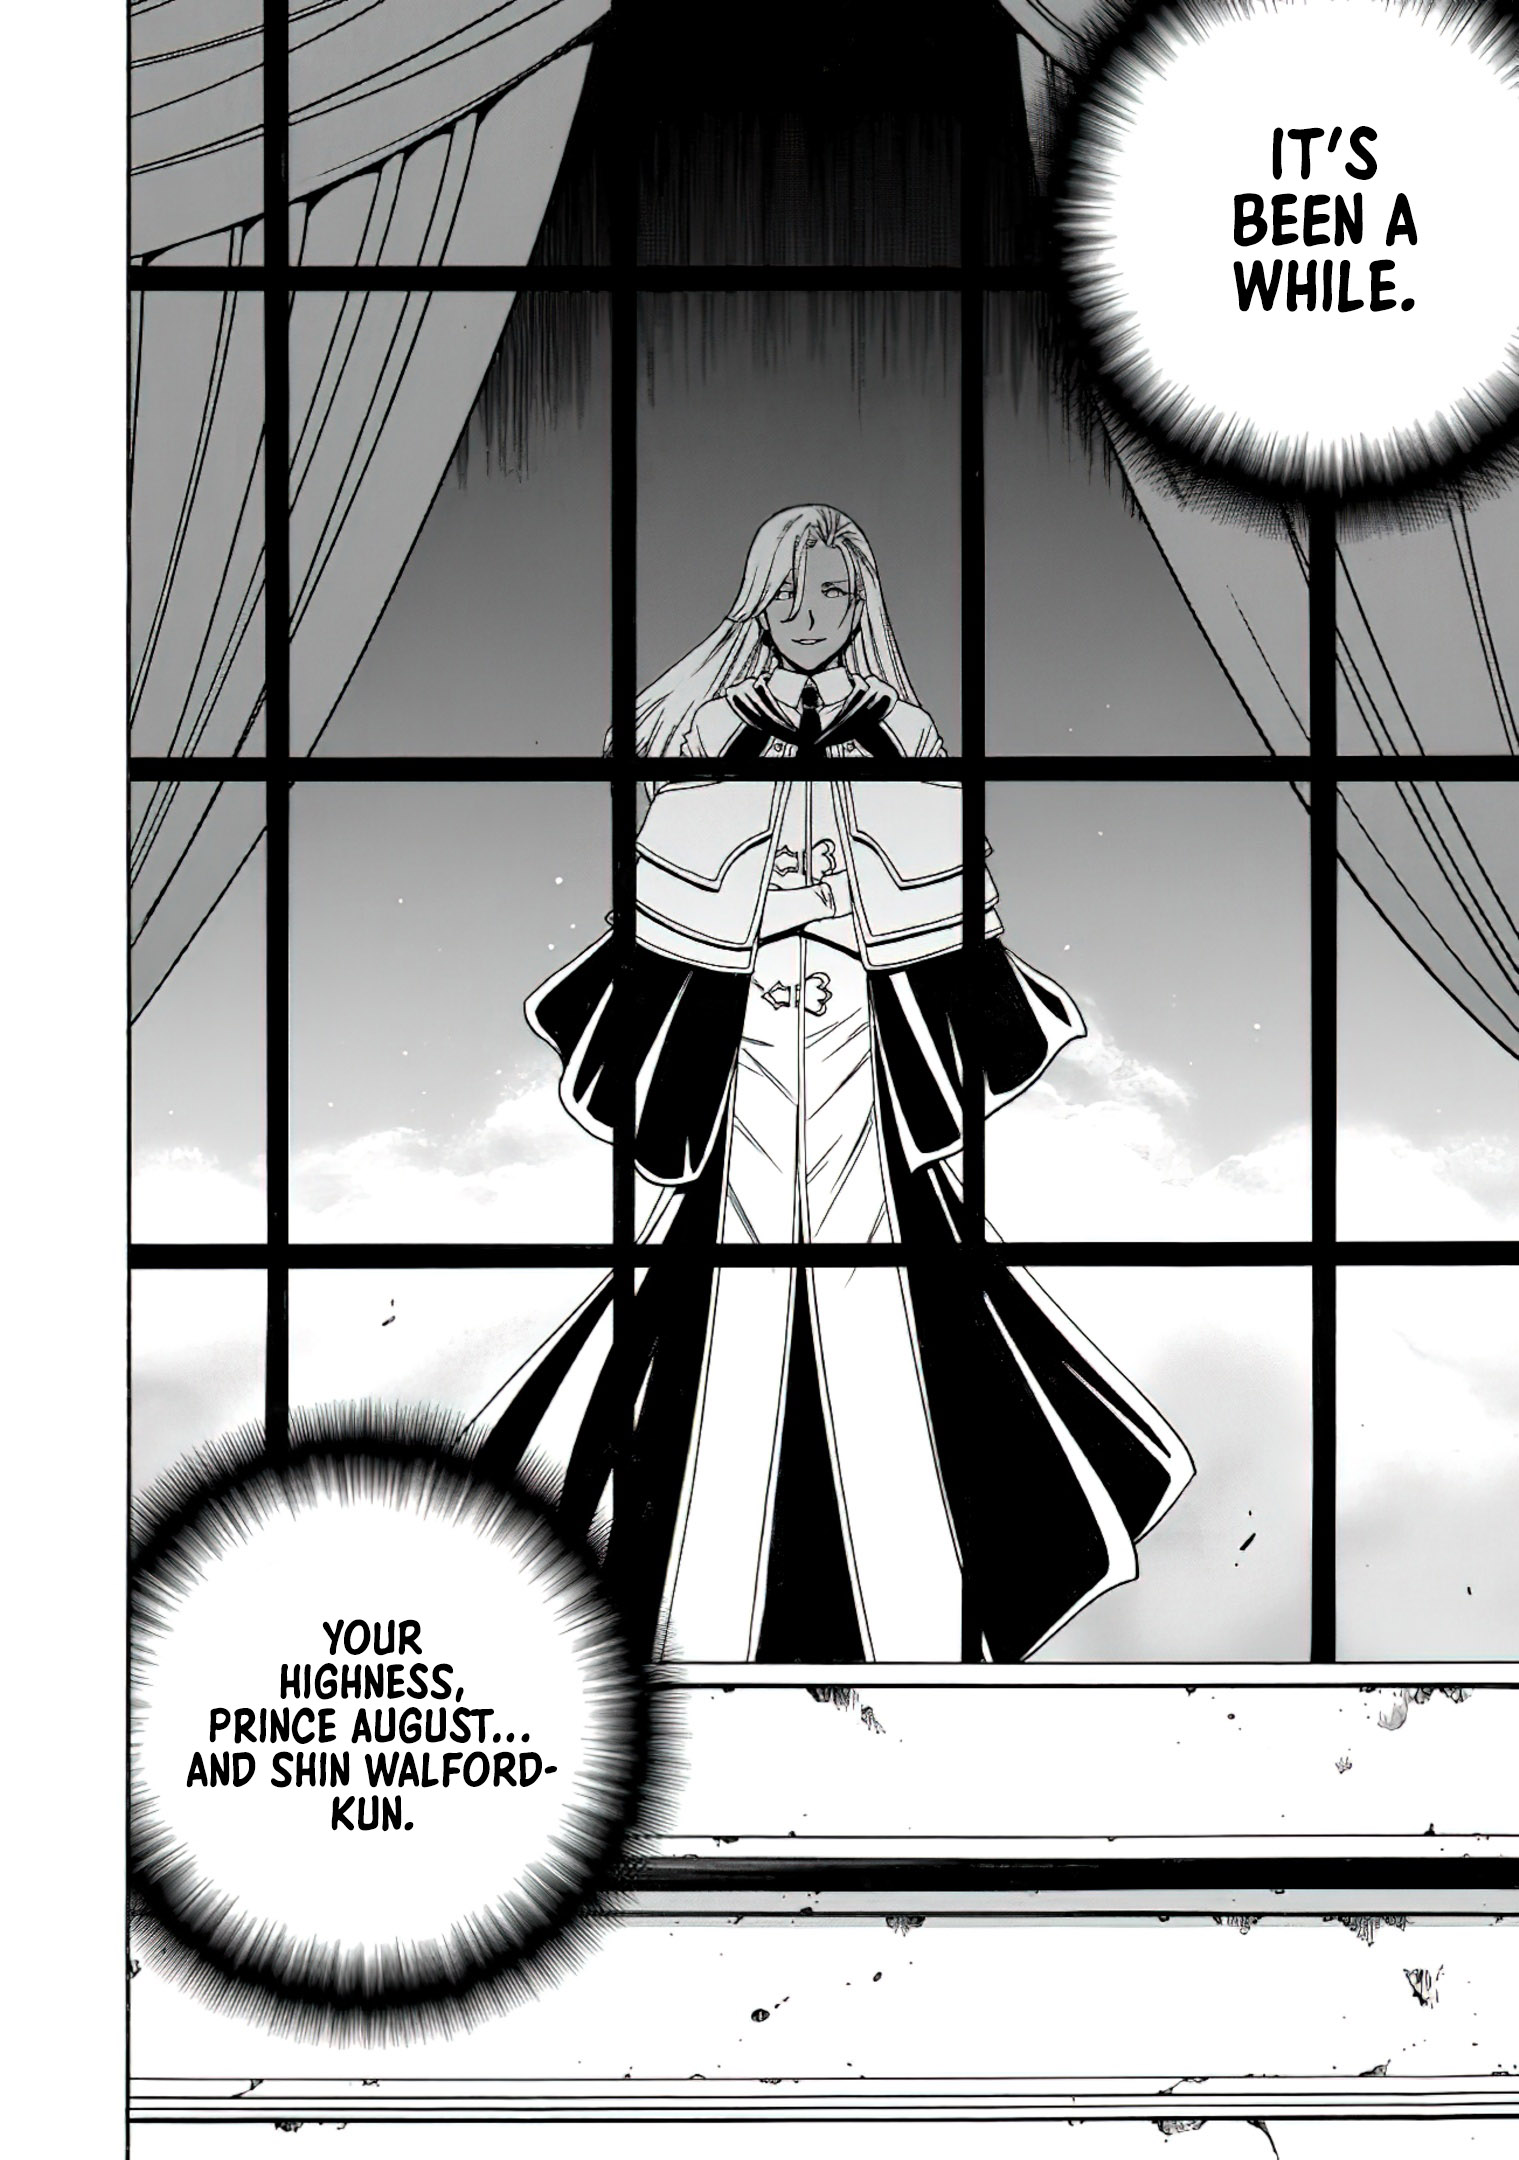 IT'S
BEEN A
WHILE.
YOUR
HIGHNESS,
PRINCE AUGUST...
AND SHIN WALFORD-
KUN.